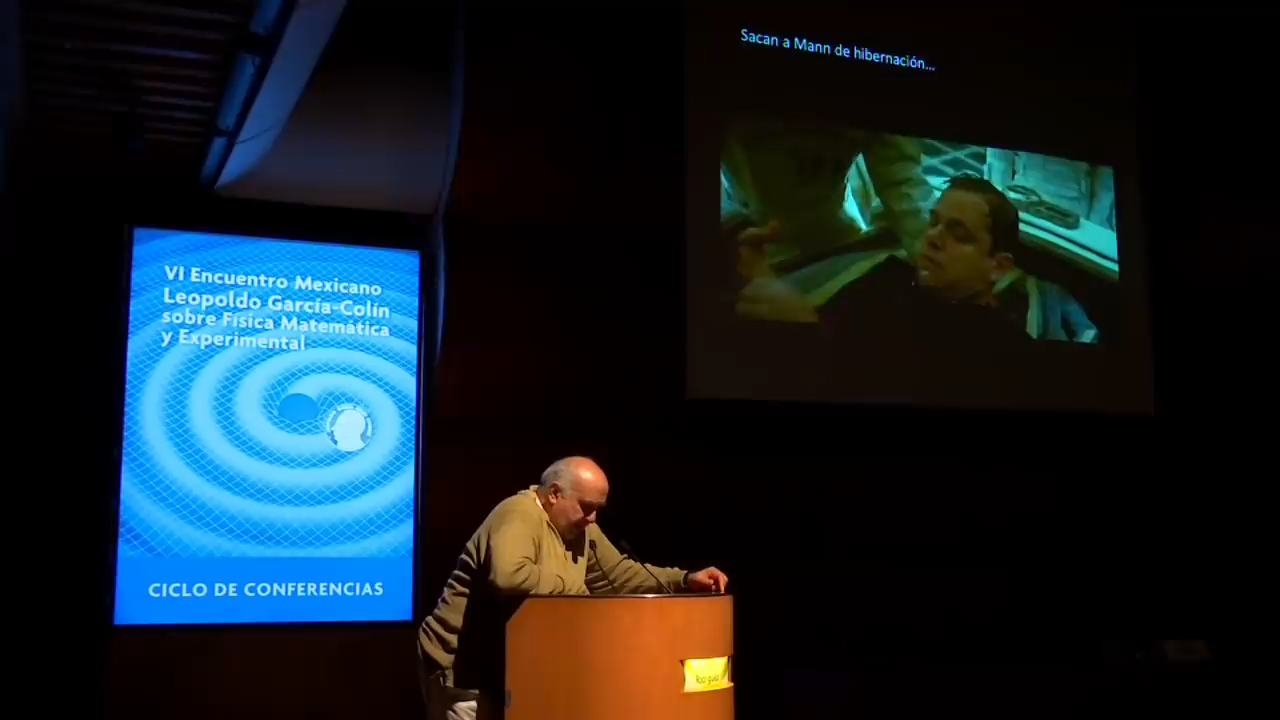 VI Encuentro Mexicano
Leopoldo García-Colín
sobre Física Matemática
y Experimental
CICLO DE CONFERENCIAS
Sacan a Mann de hibernación...